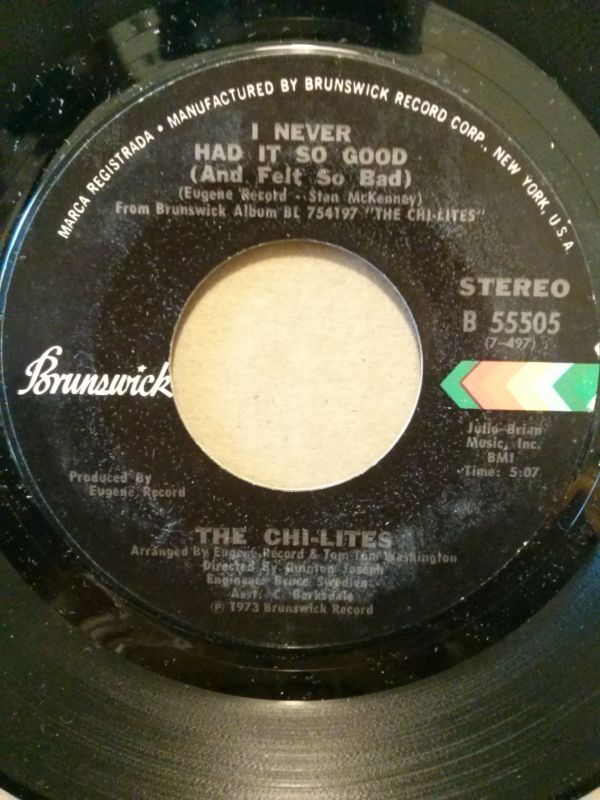 MARCA REGISTRADA • MANUFACTURED BY BRUNSWICK RECORD CORP., NEW YORK, U.S.A.
I NEVER
HAD IT SO GOOD
(And Felt So Bad)
(Eugene Record - Stan McKenney)
From Brunswick Album BL 754197 "THE CHI-LITES"
STEREO
B 55505
(7-497)
Brunswick
Julio-Brian
Music, Inc.
BMI
Time: 5:07
Produced By
Eugene Record
THE CHI-LITES
Arranged By Eugene Record & Tom Tom Washington
Directed By Quinton Joseph
Engineer: Bruce Swedien
Asst: C. Barksdale
℗ 1973 Brunswick Record